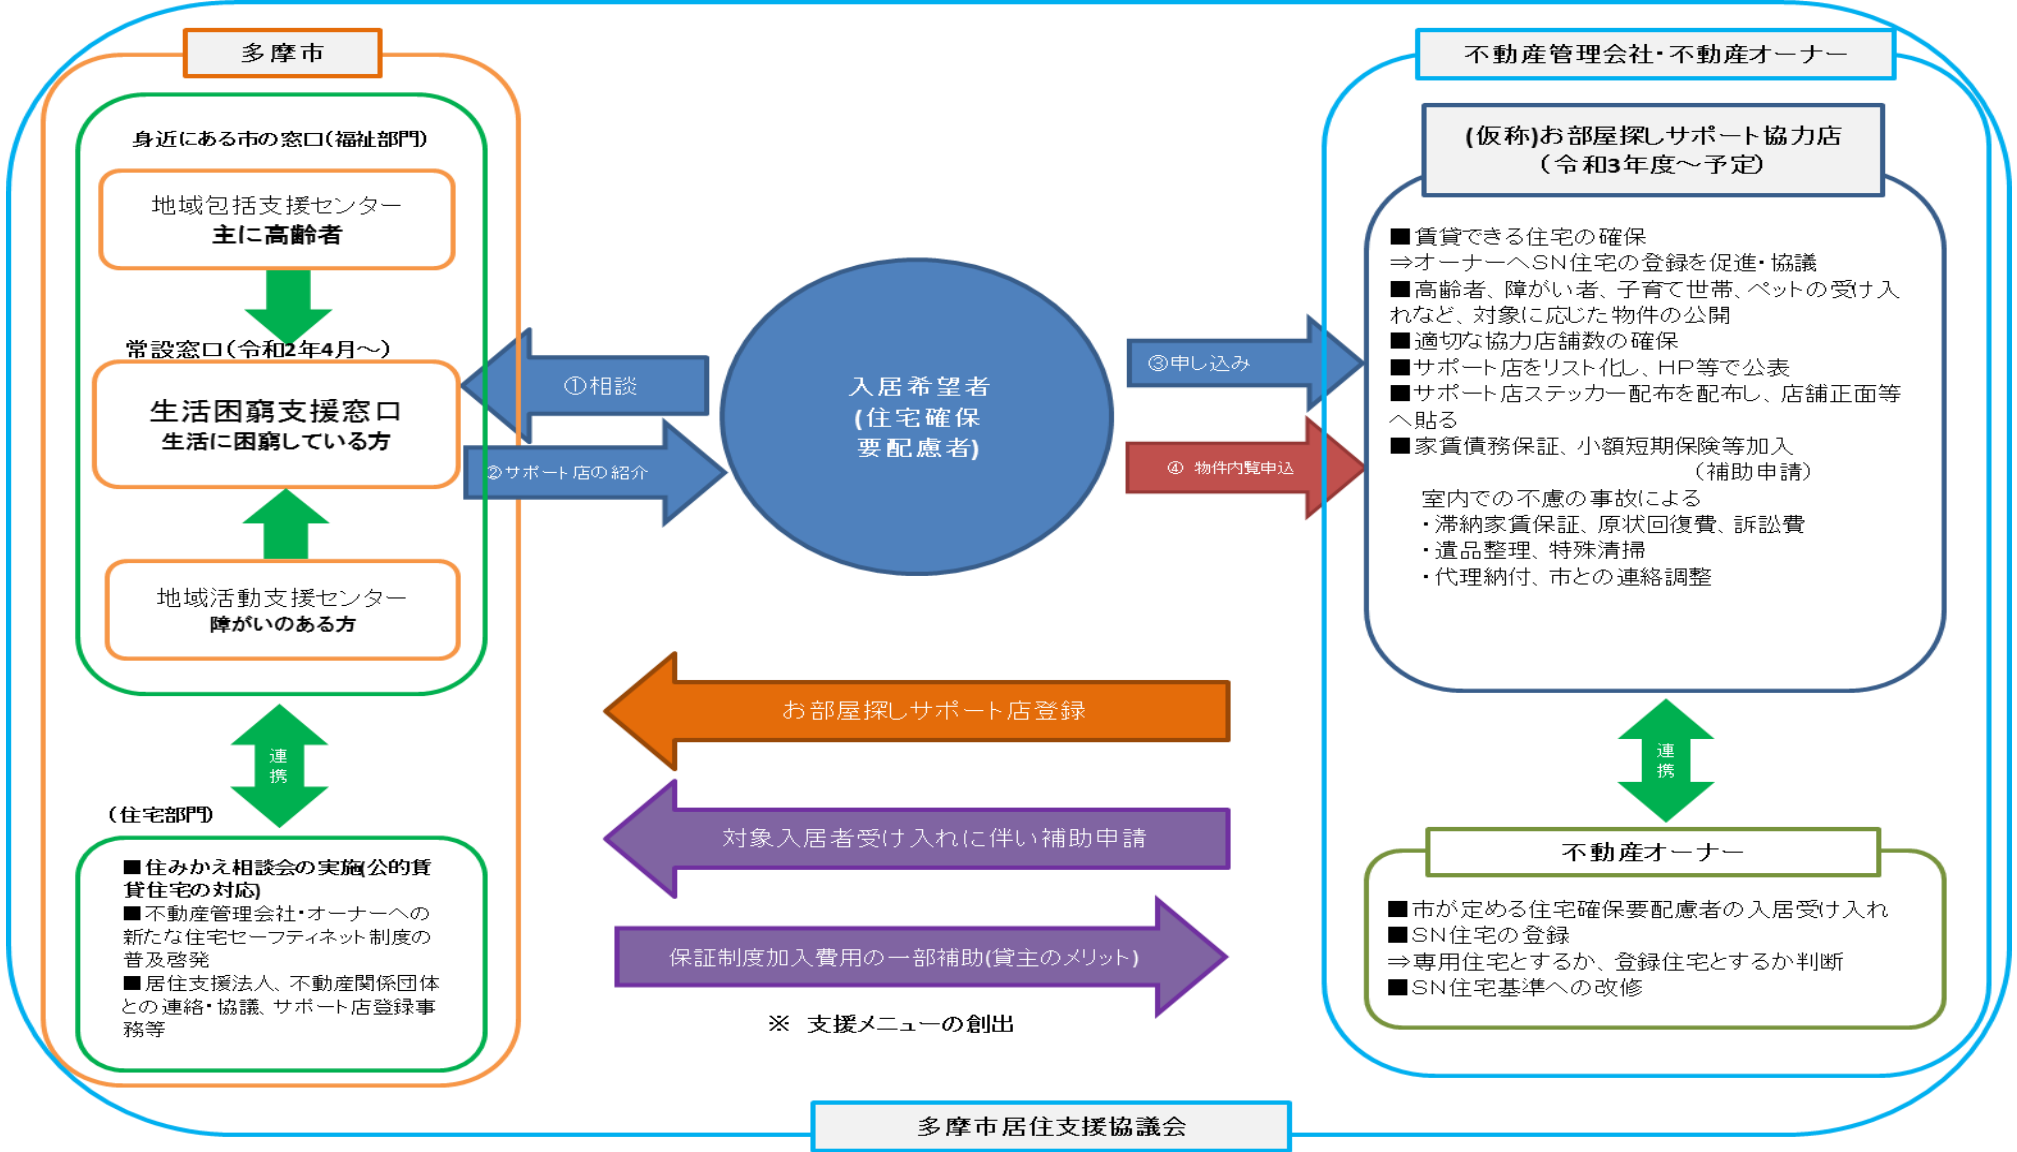 多摩市
身近にある市の窓口(福祉部門)
地域包括支援センター
主に高齢者
常設窓口(令和2年4月～)
生活困窮支援窓口
生活に困窮している方
地域活動支援センター
障がいのある方
連
携
(住宅部門)
■住みかえ相談会の実施(公的賃
貸住宅の対応)
■不動産管理会社・オーナーへの
新たな住宅セーフティネット制度の
普及啓発
■居住支援法人、不動産関係団体
との連絡・協議、サポート店登録事
務等
①相談
②サポート店の紹介
入居希望者
(住宅確保
要配慮者)
③申し込み
④ 物件内覧申込
お部屋探しサポート店登録
対象入居者受け入れに伴い補助申請
保証制度加入費用の一部補助(貸主のメリット)
※ 支援メニューの創出
不動産管理会社・不動産オーナー
(仮称)お部屋探しサポート協力店
(令和3年度～予定)
■賃貸できる住宅の確保
⇒オーナーへSN住宅の登録を促進・協議
■高齢者、障がい者、子育て世帯、ペットの受け入
れなど、対象に応じた物件の公開
■適切な協力店舗数の確保
■サポート店をリスト化し、HP等で公表
■サポート店ステッカー配布を配布し、店舗正面等
へ貼る
■家賃債務保証、小額短期保険等加入
(補助申請)
室内での不慮の事故による
・滞納家賃保証、原状回復費、訴訟費
・遺品整理、特殊清掃
・代理納付、市との連絡調整
連
携
不動産オーナー
■市が定める住宅確保要配慮者の入居受け入れ
■SN住宅の登録
⇒専用住宅とするか、登録住宅とするか判断
■SN住宅基準への改修
多摩市居住支援協議会